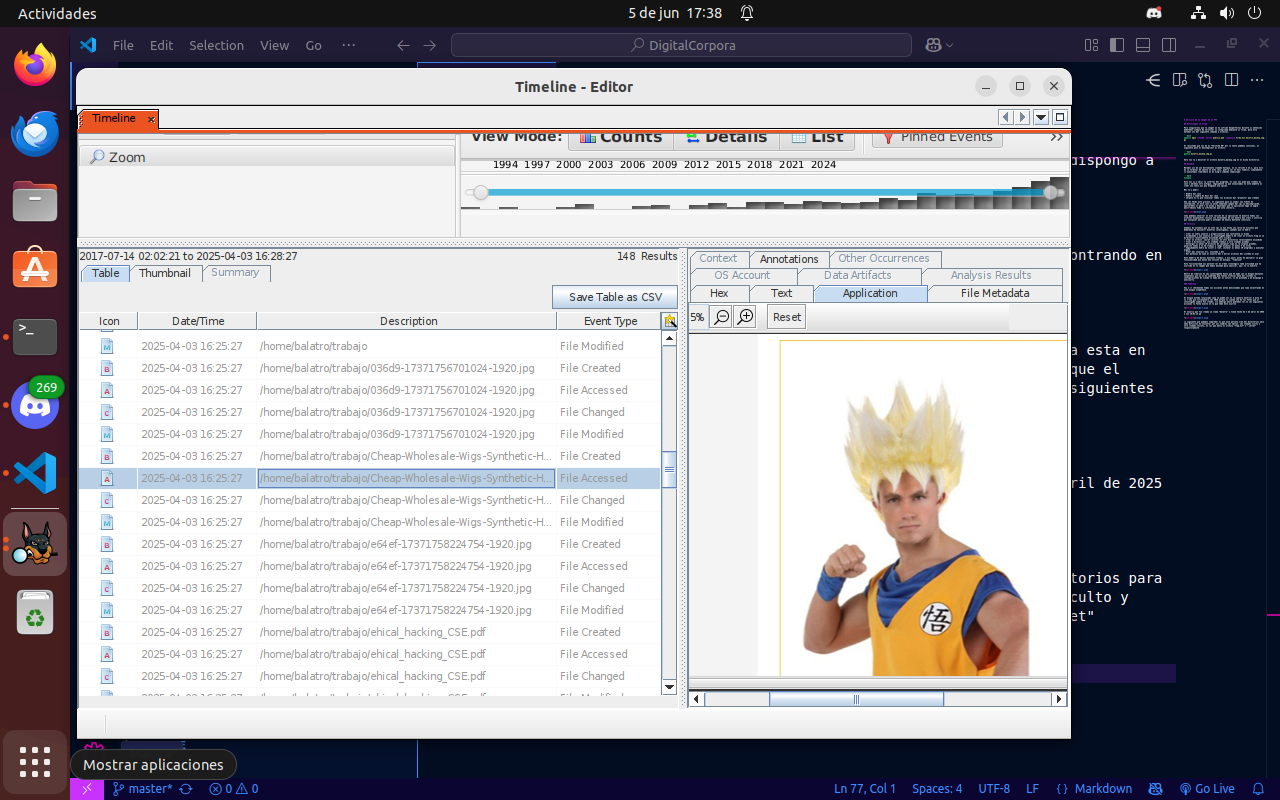 Actividades
5 de jun 17:38
File Edit Selection View Go ···
DigitalCorpora
Timeline - Editor
Timeline
Zoom
View Mode: Counts Details List Pinned Events
1994 1997 2000 2003 2006 2009 2012 2015 2018 2021 2024
2017-07-14 02:02:21 to 2025-04-03 16:28:27
148 Results
Table Thumbnail Summary
Save Table as CSV
Icon Date/Time Description Event Type
M 2025-04-03 16:25:27 /home/balatro/trabajo File Modified
B 2025-04-03 16:25:27 /home/balatro/trabajo/036d9-17371756701024-1920.jpg File Created
A 2025-04-03 16:25:27 /home/balatro/trabajo/036d9-17371756701024-1920.jpg File Accessed
C 2025-04-03 16:25:27 /home/balatro/trabajo/036d9-17371756701024-1920.jpg File Changed
M 2025-04-03 16:25:27 /home/balatro/trabajo/036d9-17371756701024-1920.jpg File Modified
B 2025-04-03 16:25:27 /home/balatro/trabajo/Cheap-Wholesale-Wigs-Synthetic-H... File Created
A 2025-04-03 16:25:27 /home/balatro/trabajo/Cheap-Wholesale-Wigs-Synthetic-H... File Accessed
C 2025-04-03 16:25:27 /home/balatro/trabajo/Cheap-Wholesale-Wigs-Synthetic-H... File Changed
M 2025-04-03 16:25:27 /home/balatro/trabajo/Cheap-Wholesale-Wigs-Synthetic-H... File Modified
B 2025-04-03 16:25:27 /home/balatro/trabajo/e64ef-17371758224754-1920.jpg File Created
A 2025-04-03 16:25:27 /home/balatro/trabajo/e64ef-17371758224754-1920.jpg File Accessed
C 2025-04-03 16:25:27 /home/balatro/trabajo/e64ef-17371758224754-1920.jpg File Changed
M 2025-04-03 16:25:27 /home/balatro/trabajo/e64ef-17371758224754-1920.jpg File Modified
B 2025-04-03 16:25:27 /home/balatro/trabajo/ehical_hacking_CSE.pdf File Created
A 2025-04-03 16:25:27 /home/balatro/trabajo/ehical_hacking_CSE.pdf File Accessed
C 2025-04-03 16:25:27 /home/balatro/trabajo/ehical_hacking_CSE.pdf File Changed
Context Annotations Other Occurrences
OS Account Data Artifacts Analysis Results
Hex Text Application File Metadata
5% Reset
悟
dispongo a
ontrando en
a esta en
que el
siguientes
ril de 2025
torios para
culto y
et"
269
Mostrar aplicaciones
master* 0 0
Ln 77, Col 1 Spaces: 4 UTF-8 LF {} Markdown Go Live